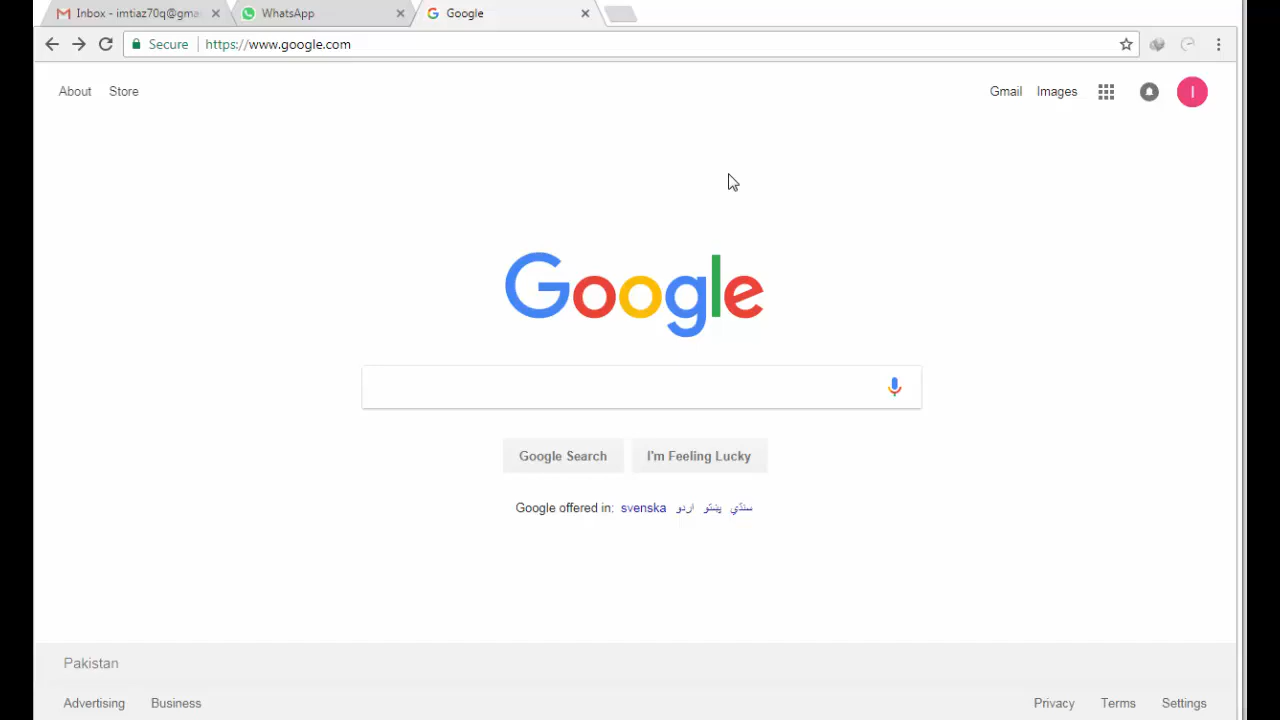 Inbox - imtiaz70q@gma
WhatsApp
Google
Secure https://www.google.com
About Store Gmail Images I
Google
Google Search I'm Feeling Lucky
Google offered in: svenska اردو پښتو سنڌي
Pakistan
Advertising Business Privacy Terms Settings